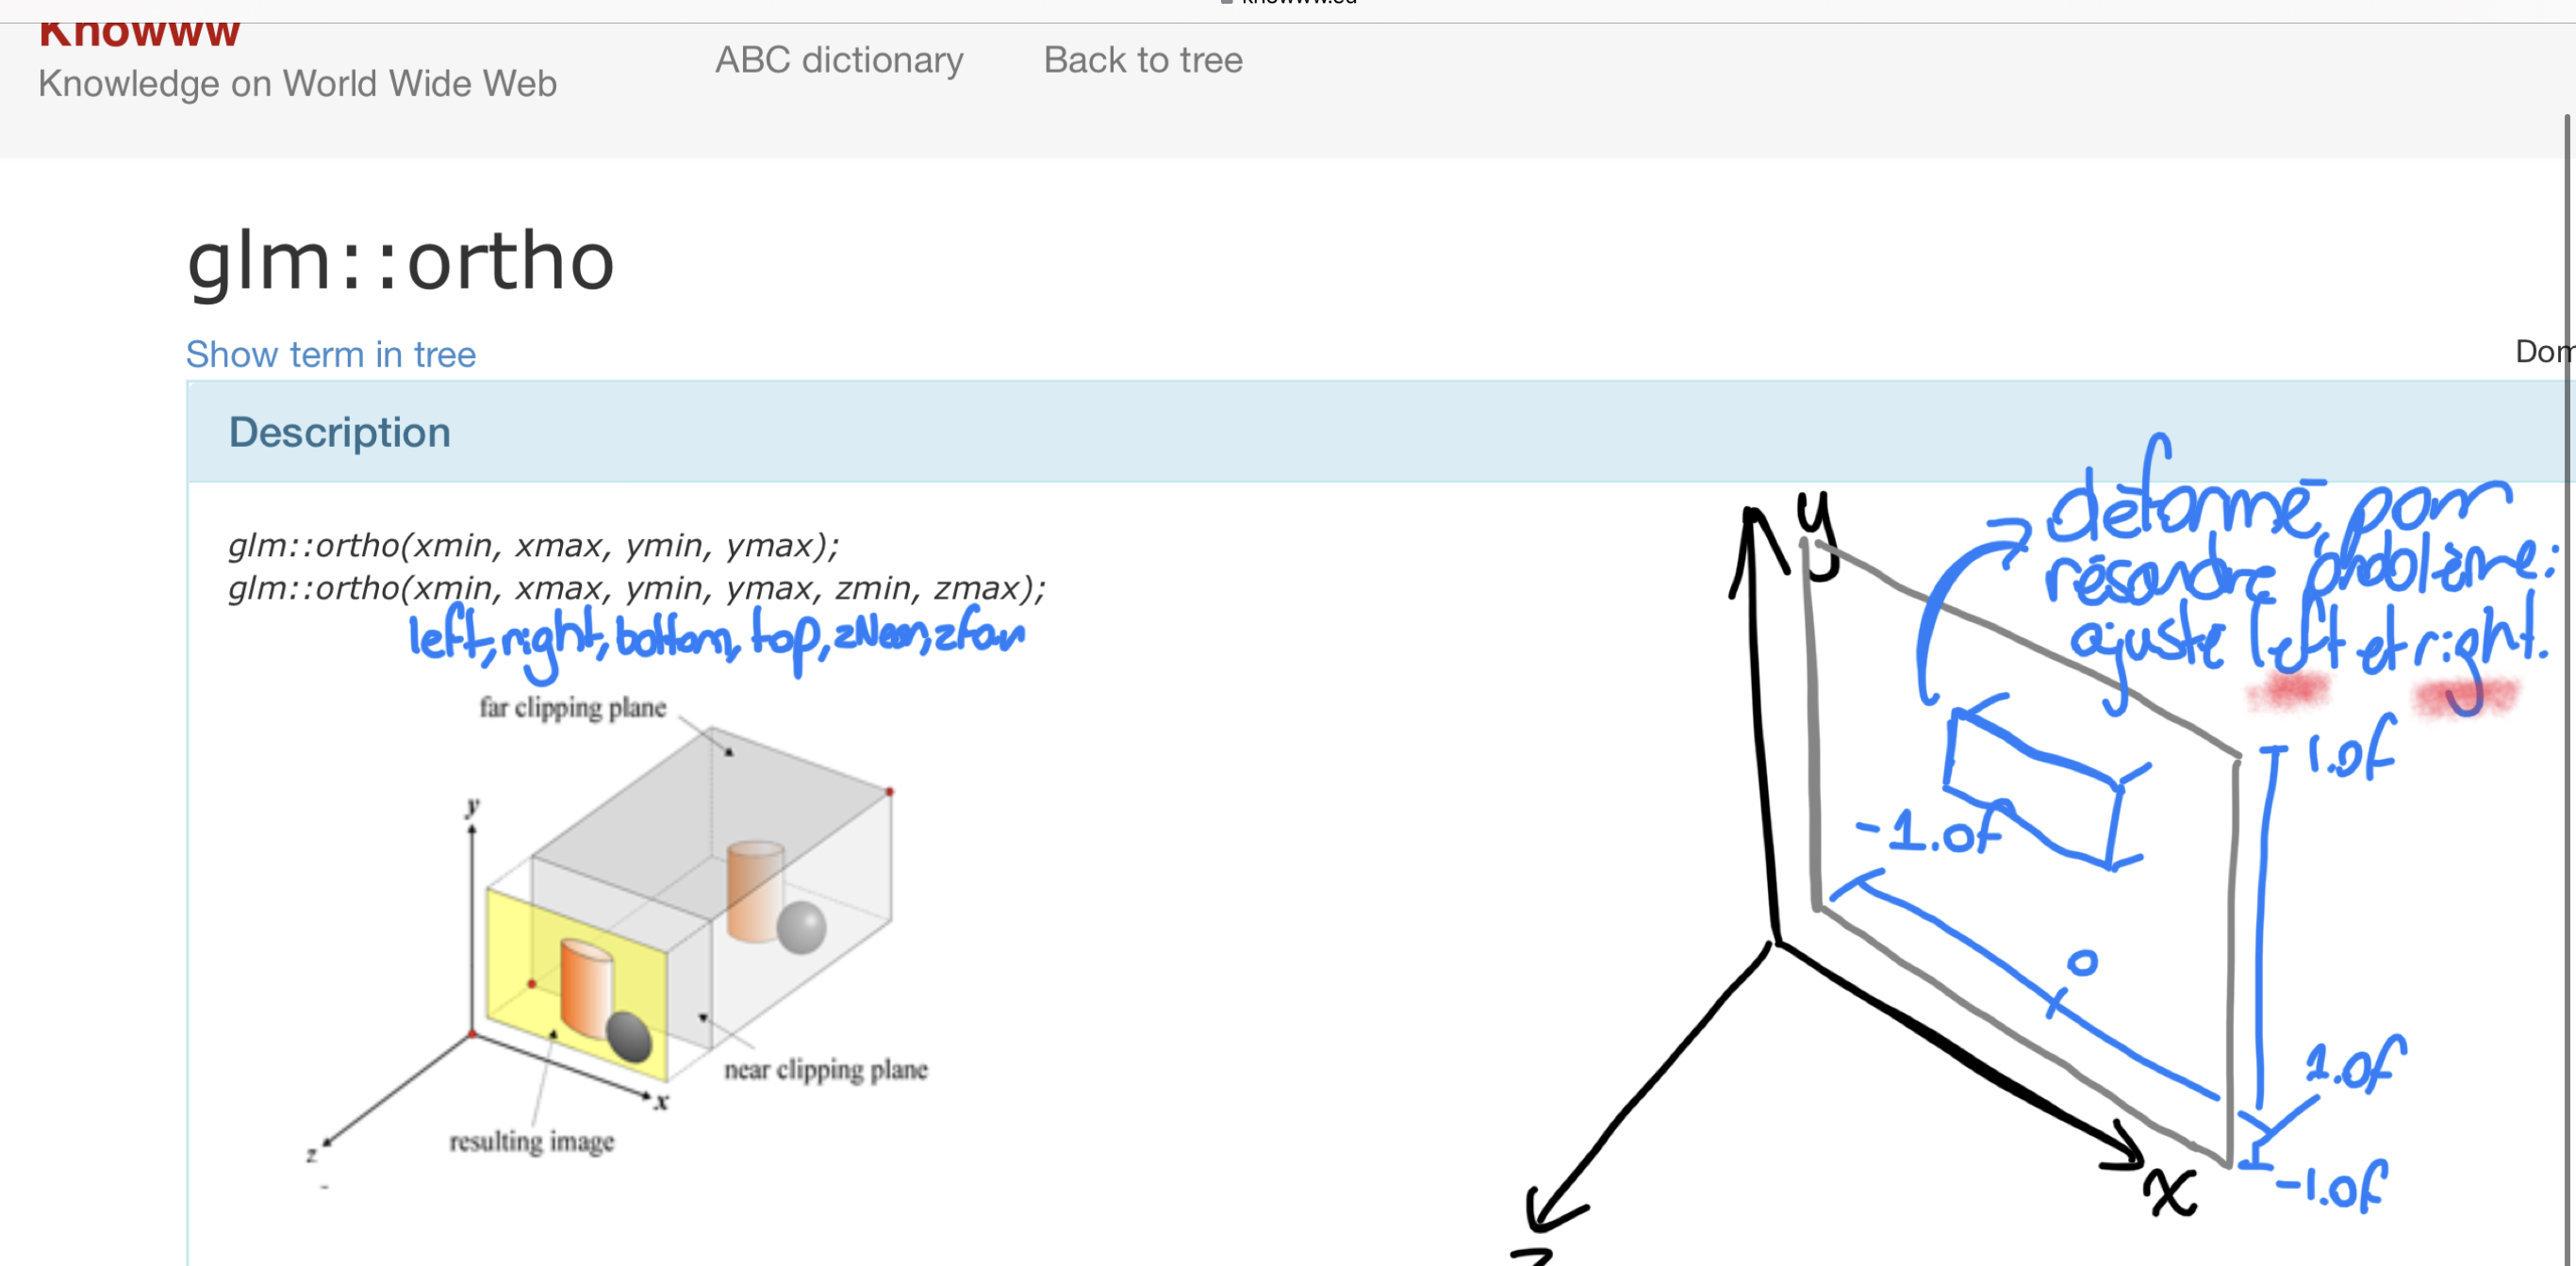 Knowww
Knowledge on World Wide Web
ABC dictionary
Back to tree
glm::ortho
Show term in tree
Description
glm::ortho(xmin, xmax, ymin, ymax);
glm::ortho(xmin, xmax, ymin, ymax, zmin, zmax);
left, right, bottom, top, zNear, zfar
far clipping plane
y
x
z
near clipping plane
resulting image
y
déformé, pour
résoudre problème:
ajuste left et right.
1.0f
-1.0f
0
1.0f
-1.0f
x
z